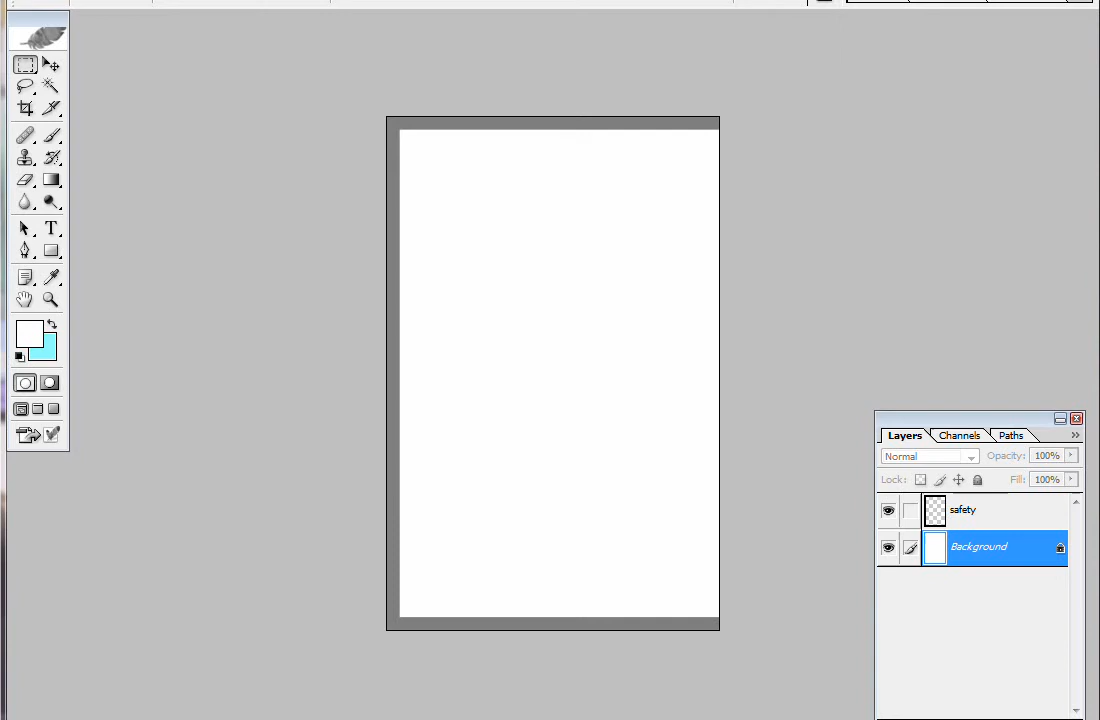 Layers Channels Paths
Normal Opacity: 100%
Lock: Fill: 100%
safety
Background